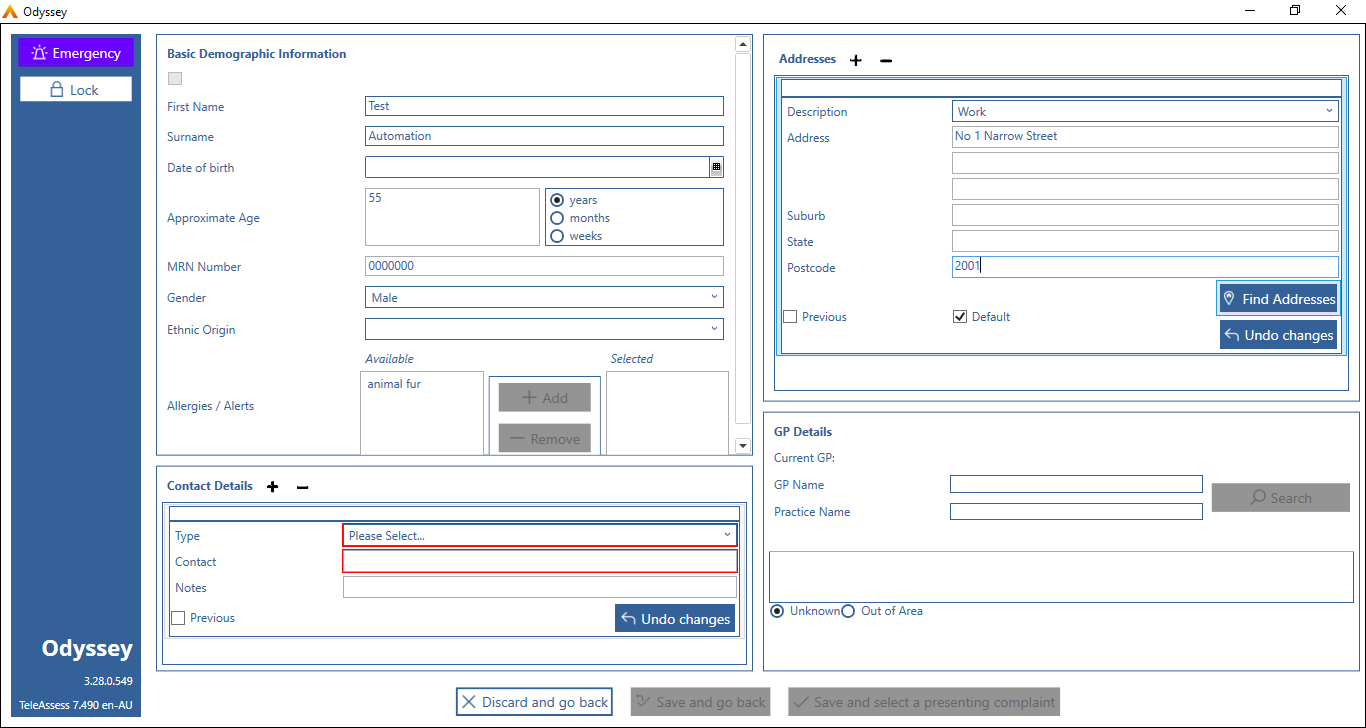 Odyssey
Emergency
Lock
Odyssey
3.28.0.549
TeleAssess 7.490 en-AU
Basic Demographic Information
First Name Test
Surname Automation
Date of birth
Approximate Age 55
years
months
weeks
MRN Number 0000000
Gender Male
Ethnic Origin
Available Selected
Allergies / Alerts
animal fur
Add
Remove
Contact Details
Type Please Select...
Contact
Notes
Previous Undo changes
Addresses
Description Work
Address No 1 Narrow Street
Suburb
State
Postcode 2001
Find Addresses
Previous Default
Undo changes
GP Details
Current GP:
GP Name
Search
Practice Name
Unknown Out of Area
Discard and go back Save and go back Save and select a presenting complaint